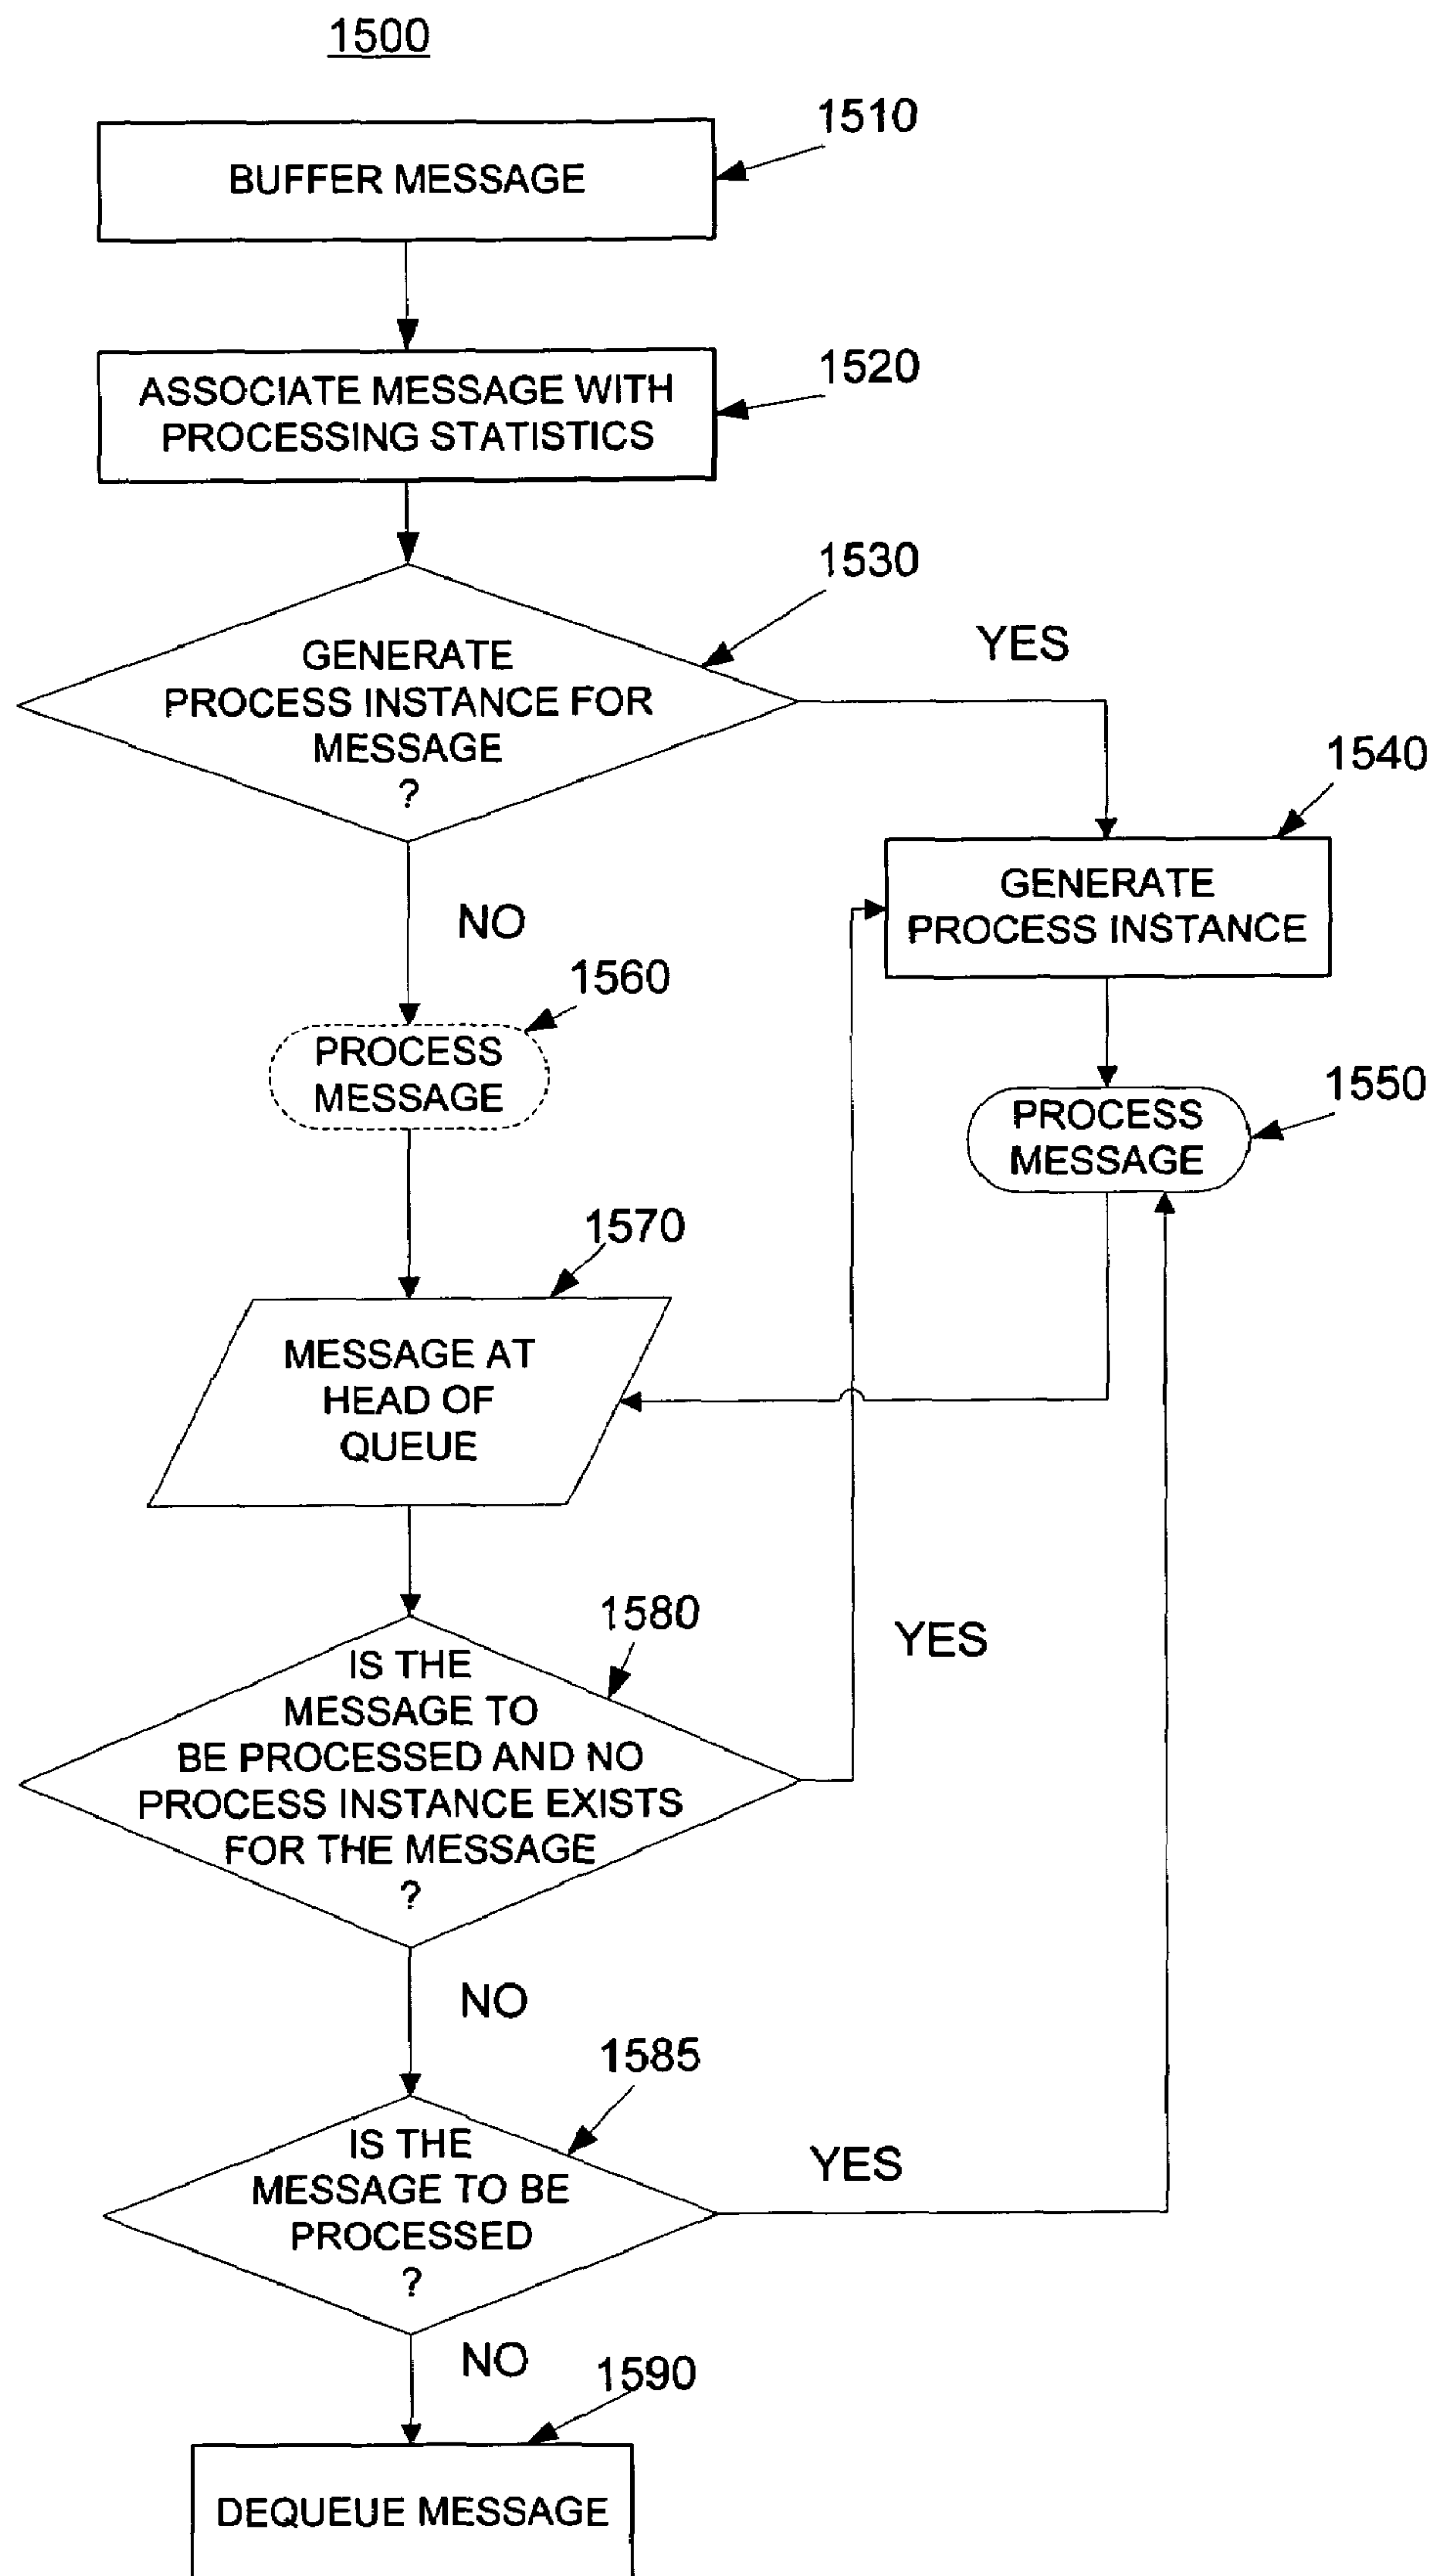 1500
1510
BUFFER MESSAGE
1520
ASSOCIATE MESSAGE WITH
PROCESSING STATISTICS
1530
GENERATE
PROCESS INSTANCE FOR
MESSAGE
?
YES
1540
GENERATE
PROCESS INSTANCE
NO
1560
PROCESS
MESSAGE
1550
PROCESS
MESSAGE
1570
MESSAGE AT
HEAD OF
QUEUE
1580
IS THE
MESSAGE TO
BE PROCESSED AND NO
PROCESS INSTANCE EXISTS
FOR THE MESSAGE
?
YES
NO
1585
IS THE
MESSAGE TO BE
PROCESSED
?
YES
NO
1590
DEQUEUE MESSAGE